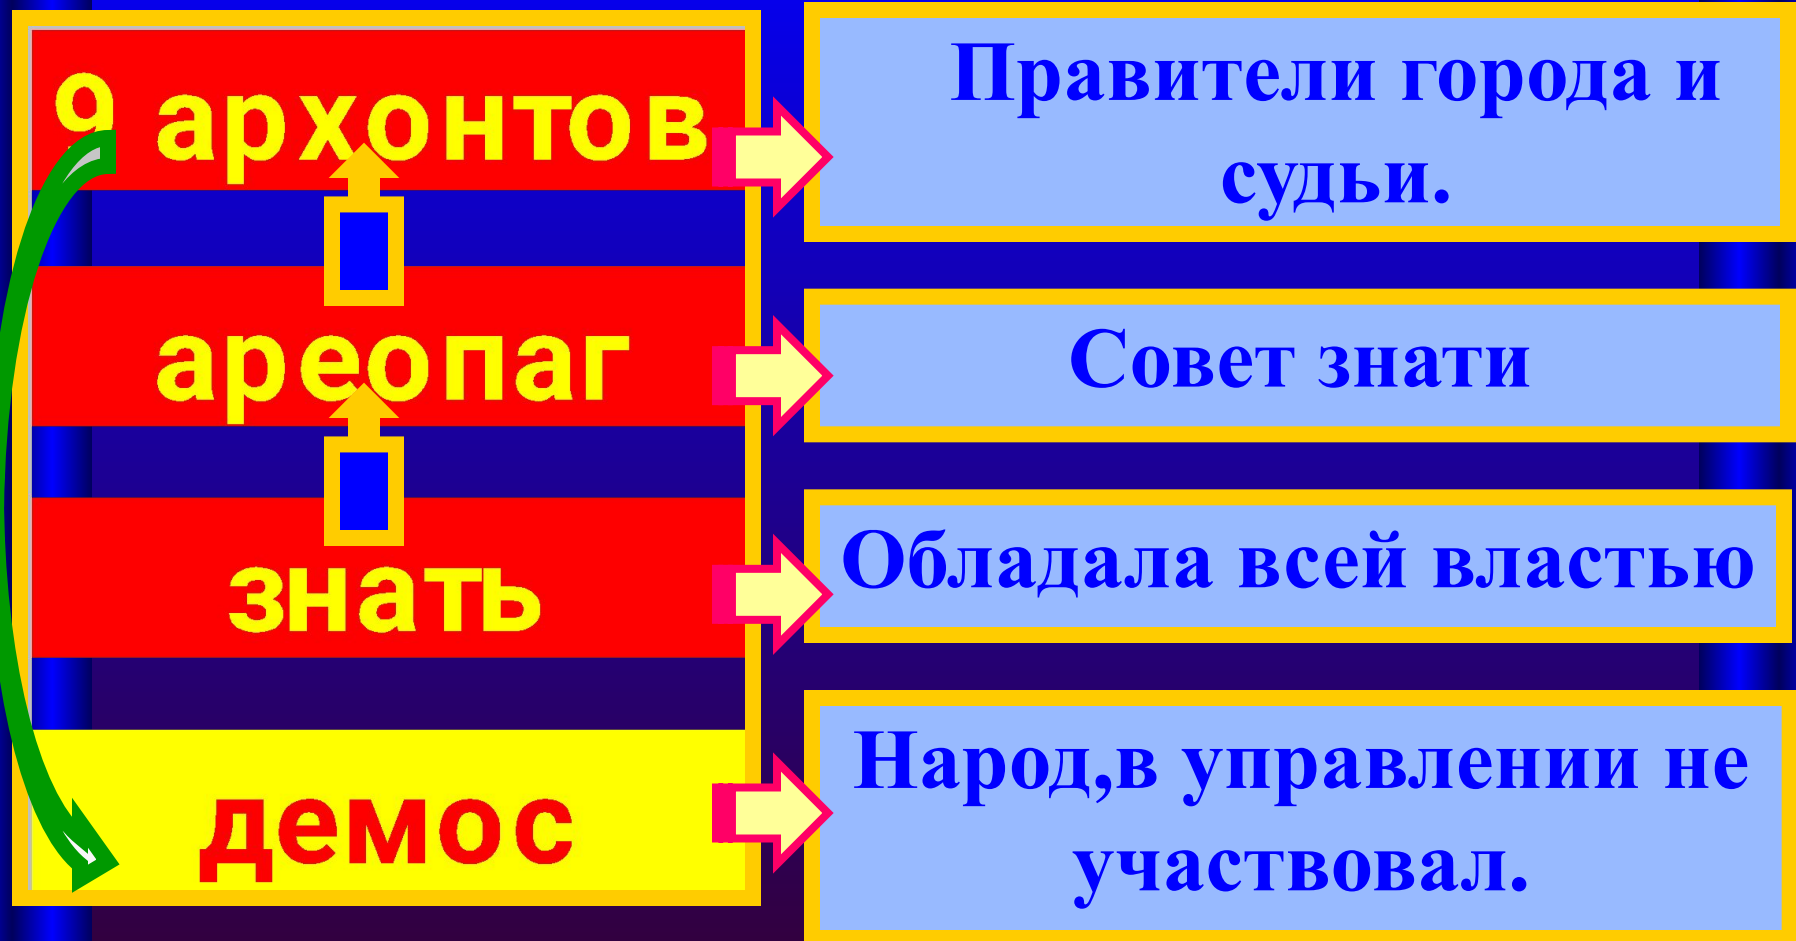 9 архонтов
Правители города и
судьи.
ареопаг
Совет знати
знать
Обладала всей властью
демос
Народ,в управлении не
участвовал.